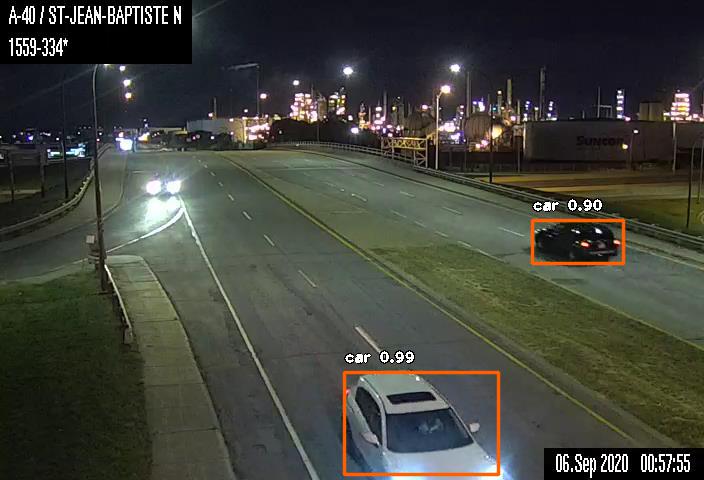 A-40 / ST-JEAN-BAPTISTE N
1559-334*
SUNCOR
car 0.90
car 0.99
06.Sep 2020 00:57:55